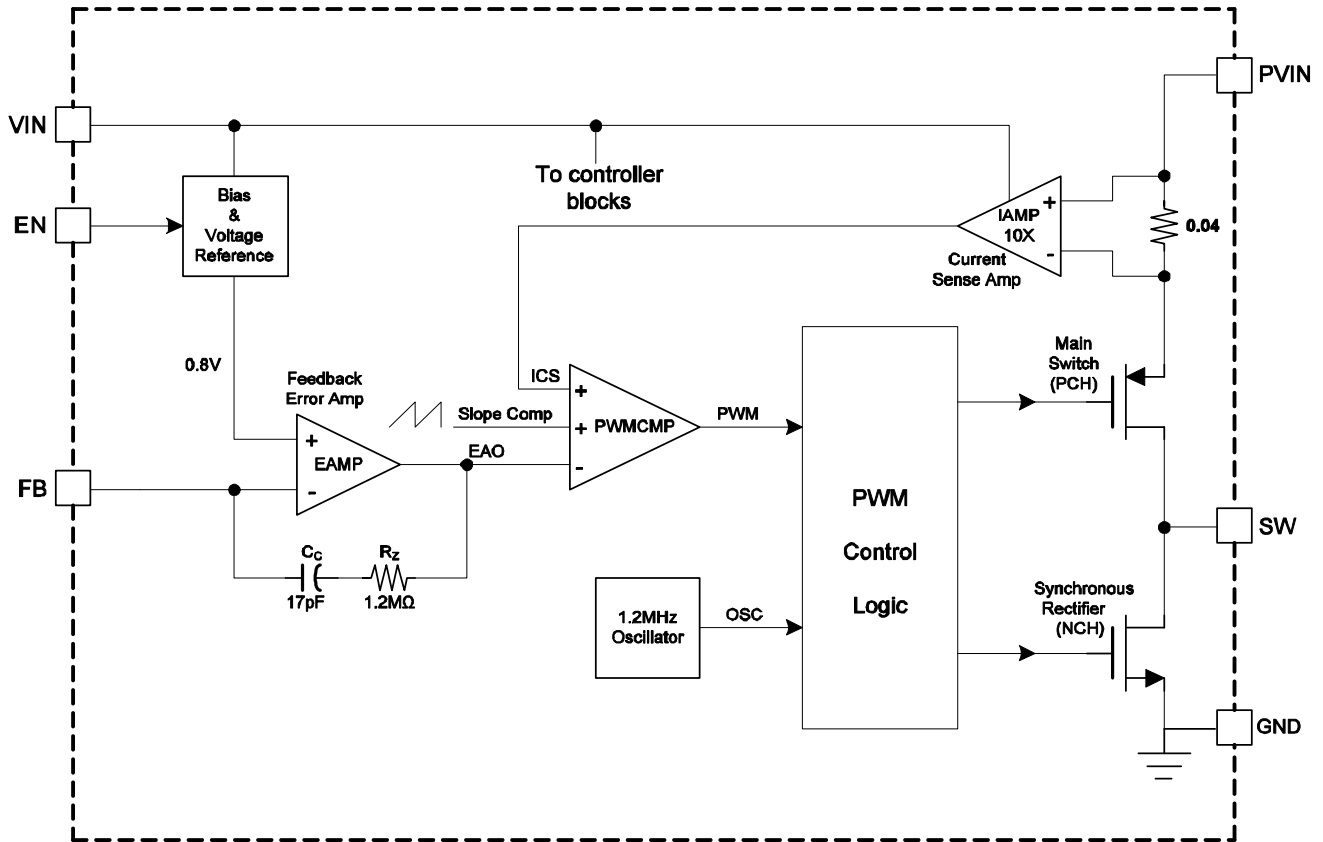 PVIN
VIN
To controller
blocks
Bias
&
Voltage
Reference
EN
IAMP
10X
+
-
0.04
Current
Sense Amp
0.8V
Main
Switch
(PCH)
Feedback
Error Amp
ICS
+
Slope Comp
+
PWMCMP
-
PWM
EAO
+
EAMP
-
FB
PWM
Control
Logic
SW
CC
17pF
RZ
1.2MΩ
1.2MHz
Oscillator
OSC
Synchronous
Rectifier
(NCH)
GND